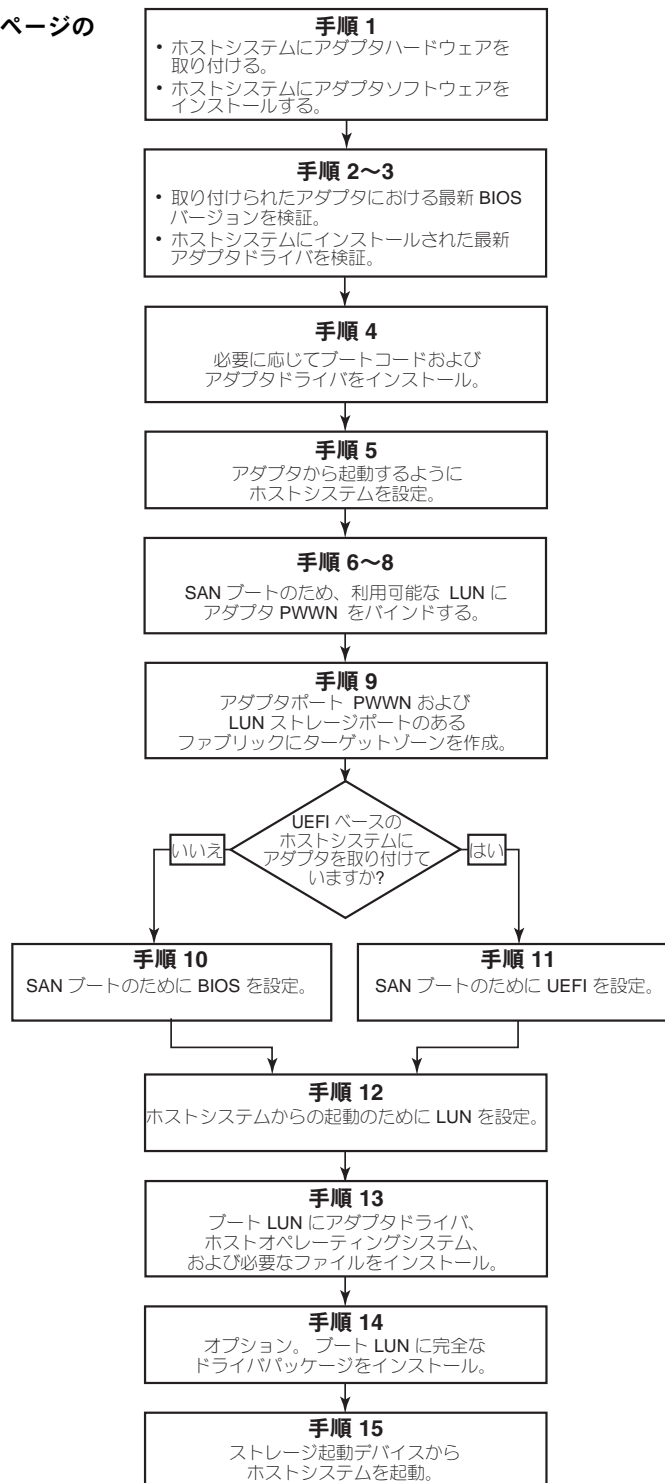 ページの
手順 1
• ホストシステムにアダプタハードウェアを
取り付ける。
• ホストシステムにアダプタソフトウェアを
インストールする。
手順 2〜3
• 取り付けられたアダプタにおける最新 BIOS
バージョンを検証。
• ホストシステムにインストールされた最新
アダプタドライバを検証。
手順 4
必要に応じてブートコードおよび
アダプタドライバをインストール。
手順 5
アダプタから起動するように
ホストシステムを設定。
手順 6〜8
SAN ブートのため、利用可能な LUN に
アダプタ PWWN をバインドする。
手順 9
アダプタポート PWWN および
LUN ストレージポートのある
ファブリックにターゲットゾーンを作成。
UEFI ベースの
ホストシステムに
アダプタを取り付けて
いますか?
いいえ
はい
手順 10
SAN ブートのために BIOS を設定。
手順 11
SAN ブートのために UEFI を設定。
手順 12
ホストシステムからの起動のために LUN を設定。
手順 13
ブート LUN にアダプタドライバ、
ホストオペレーティングシステム、
および必要なファイルをインストール。
手順 14
オプション。 ブート LUN に完全な
ドライバパッケージをインストール。
手順 15
ストレージ起動デバイスから
ホストシステムを起動。